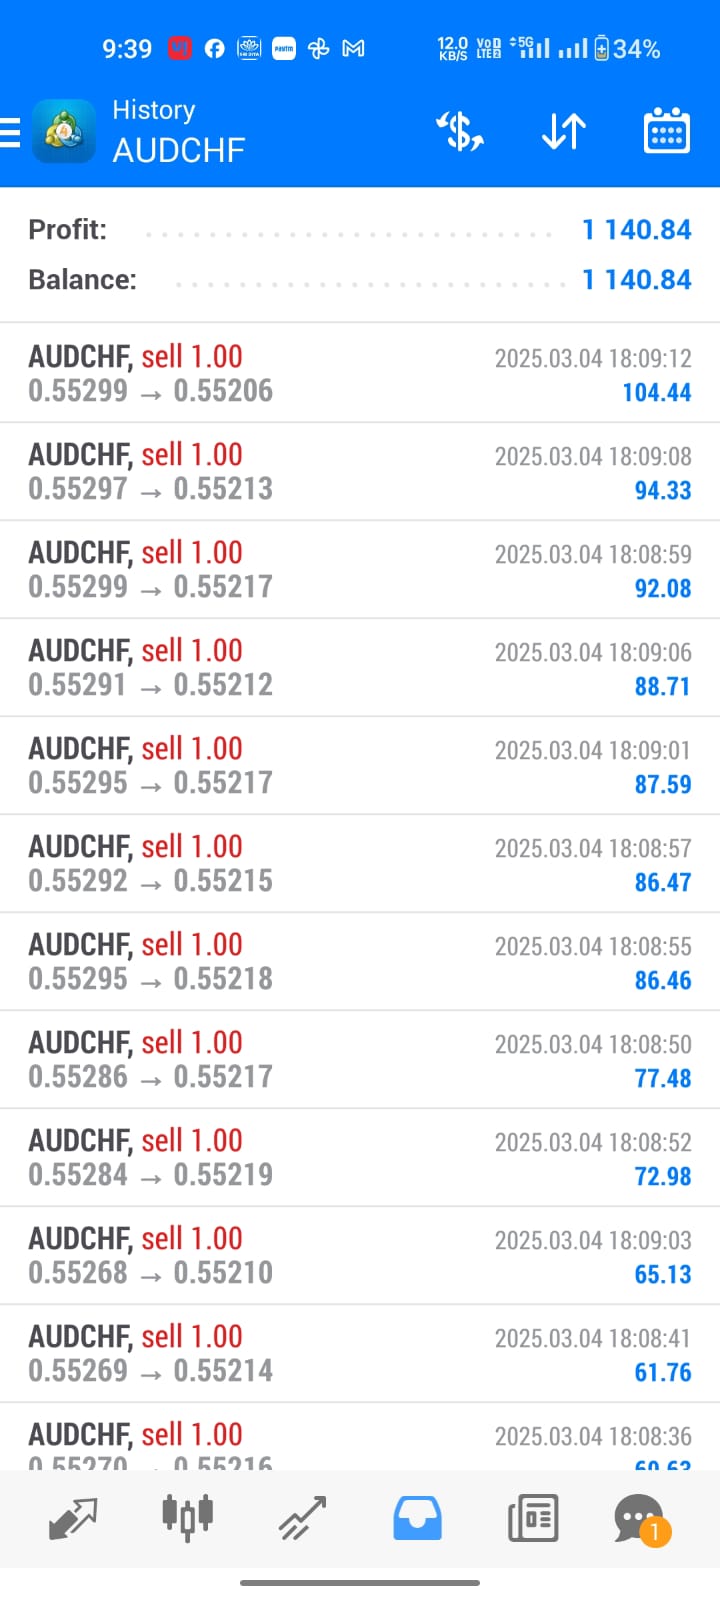 9:39
12.0 KB/S VoD LTE2 5G 34%
History
AUDCHF
Profit: 1 140.84
Balance: 1 140.84
AUDCHF, sell 1.00 2025.03.04 18:09:12
0.55299 → 0.55206 104.44
AUDCHF, sell 1.00 2025.03.04 18:09:08
0.55297 → 0.55213 94.33
AUDCHF, sell 1.00 2025.03.04 18:08:59
0.55299 → 0.55217 92.08
AUDCHF, sell 1.00 2025.03.04 18:09:06
0.55291 → 0.55212 88.71
AUDCHF, sell 1.00 2025.03.04 18:09:01
0.55295 → 0.55217 87.59
AUDCHF, sell 1.00 2025.03.04 18:08:57
0.55292 → 0.55215 86.47
AUDCHF, sell 1.00 2025.03.04 18:08:55
0.55295 → 0.55218 86.46
AUDCHF, sell 1.00 2025.03.04 18:08:50
0.55286 → 0.55217 77.48
AUDCHF, sell 1.00 2025.03.04 18:08:52
0.55284 → 0.55219 72.98
AUDCHF, sell 1.00 2025.03.04 18:09:03
0.55268 → 0.55210 65.13
AUDCHF, sell 1.00 2025.03.04 18:08:41
0.55269 → 0.55214 61.76
AUDCHF, sell 1.00 2025.03.04 18:08:36
0.55270 → 0.55216 60.63
1